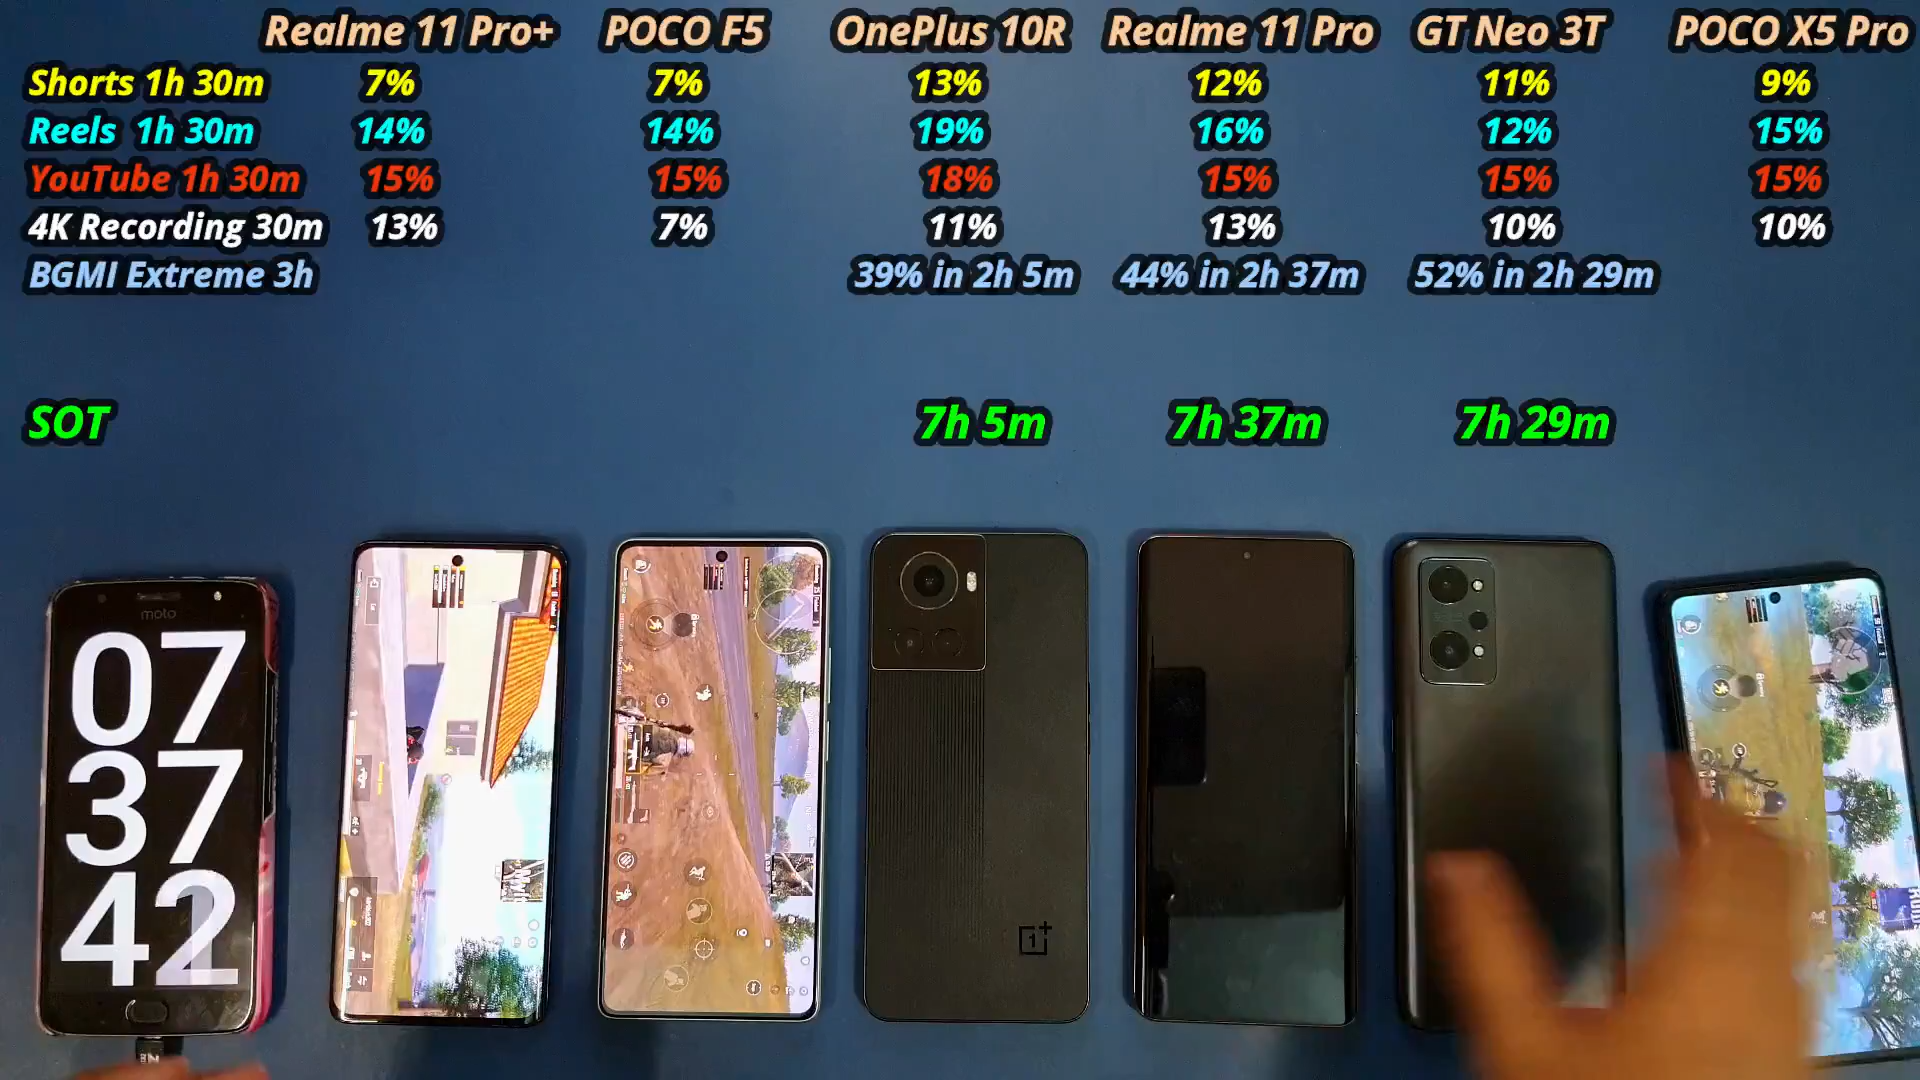 Realme 11 Pro+ POCO F5 OnePlus 10R Realme 11 Pro GT Neo 3T POCO X5 Pro
Shorts 1h 30m 7% 7% 13% 12% 11% 9%
Reels 1h 30m 14% 14% 19% 16% 12% 15%
YouTube 1h 30m 15% 15% 18% 15% 15% 15%
4K Recording 30m 13% 7% 11% 13% 10% 10%
BGMI Extreme 3h 39% in 2h 5m 44% in 2h 37m 52% in 2h 29m
SOT 7h 5m 7h 37m 7h 29m
moto
07
37
42